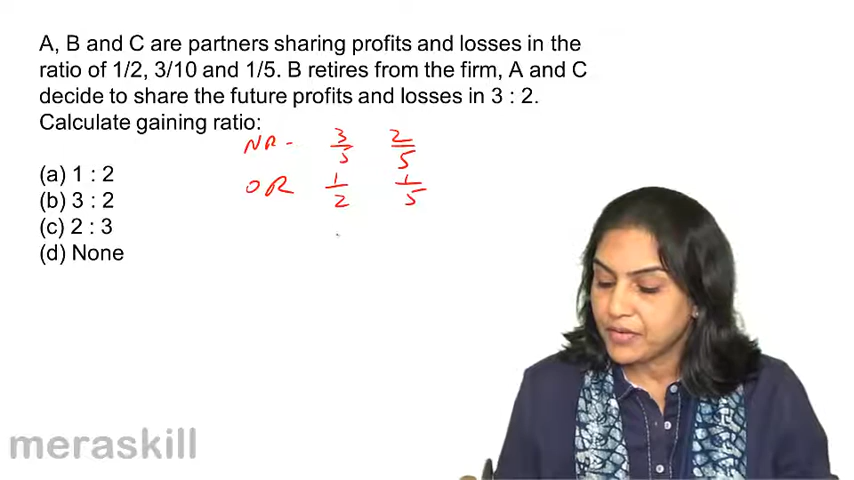 A, B and C are partners sharing profits and losses in the
ratio of 1/2, 3/10 and 1/5. B retires from the firm, A and C
decide to share the future profits and losses in 3 : 2.
Calculate gaining ratio:
NR - 3/5 2/5
(a) 1 : 2
OR 1/2 1/5
(b) 3 : 2
(c) 2 : 3
(d) None
meraskill